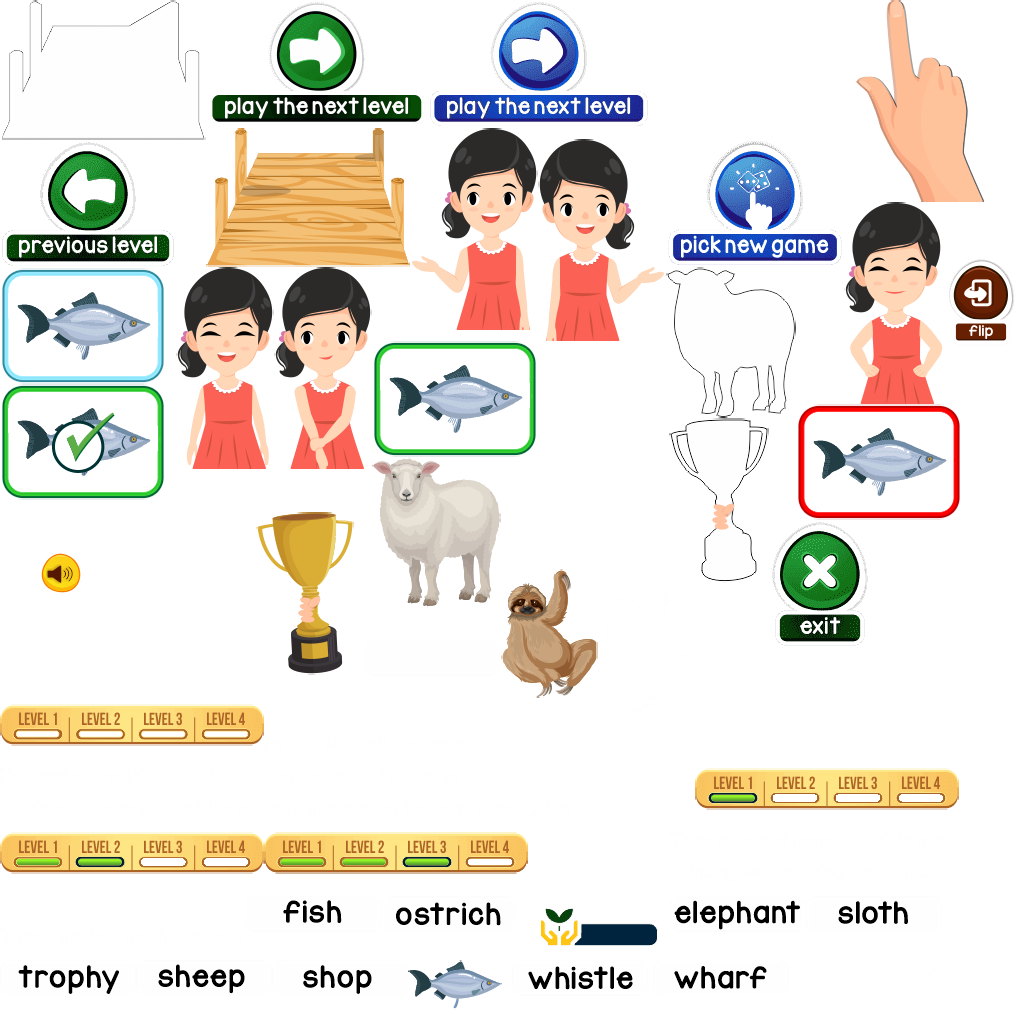 play the next level
play the next level
previous level
pick new game
flip
exit
LEVEL 1 LEVEL 2 LEVEL 3 LEVEL 4
LEVEL 1 LEVEL 2 LEVEL 3 LEVEL 4
LEVEL 1 LEVEL 2 LEVEL 3 LEVEL 4
LEVEL 1 LEVEL 2 LEVEL 3 LEVEL 4
fish
ostrich
elephant
sloth
trophy
sheep
shop
whistle
wharf